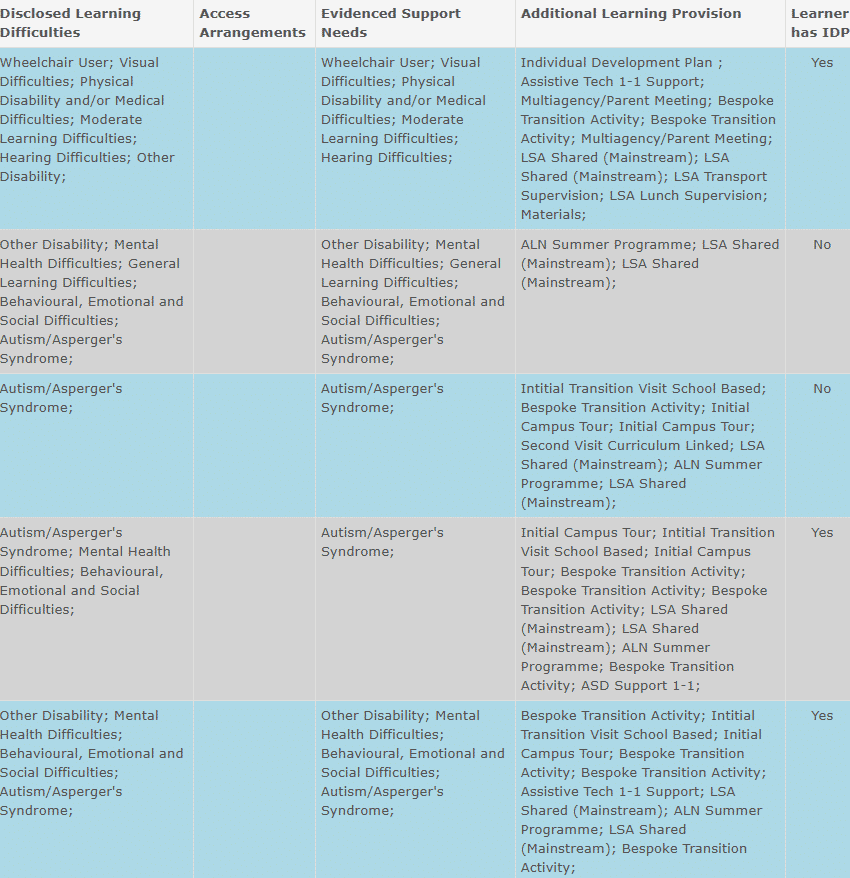 Disclosed Learning Difficulties
Access Arrangements
Evidenced Support Needs
Additional Learning Provision
Learner has IDP
Wheelchair User; Visual
Difficulties; Physical
Disability and/or Medical
Difficulties; Moderate
Learning Difficulties;
Hearing Difficulties; Other
Disability;
Wheelchair User; Visual
Difficulties; Physical
Disability and/or Medical
Difficulties; Moderate
Learning Difficulties;
Hearing Difficulties;
Individual Development Plan ;
Assistive Tech 1-1 Support;
Multiagency/Parent Meeting; Bespoke
Transition Activity; Bespoke Transition
Activity; Multiagency/Parent Meeting;
LSA Shared (Mainstream); LSA
Shared (Mainstream); LSA Transport
Supervision; LSA Lunch Supervision;
Materials;
Yes
Other Disability; Mental
Health Difficulties; General
Learning Difficulties;
Behavioural, Emotional and
Social Difficulties;
Autism/Asperger's
Syndrome;
Other Disability; Mental
Health Difficulties; General
Learning Difficulties;
Behavioural, Emotional and
Social Difficulties;
Autism/Asperger's
Syndrome;
ALN Summer Programme; LSA Shared
(Mainstream); LSA Shared
(Mainstream);
No
Autism/Asperger's
Syndrome;
Autism/Asperger's
Syndrome;
Intitial Transition Visit School Based;
Bespoke Transition Activity; Initial
Campus Tour; Initial Campus Tour;
Second Visit Curriculum Linked; LSA
Shared (Mainstream); ALN Summer
Programme; LSA Shared
(Mainstream);
No
Autism/Asperger's
Syndrome; Mental Health
Difficulties; Behavioural,
Emotional and Social
Difficulties;
Autism/Asperger's
Syndrome;
Initial Campus Tour; Intitial Transition
Visit School Based; Initial Campus
Tour; Bespoke Transition Activity;
Bespoke Transition Activity; Bespoke
Transition Activity; LSA Shared
(Mainstream); LSA Shared
(Mainstream); ALN Summer
Programme; Bespoke Transition
Activity; ASD Support 1-1;
Yes
Other Disability; Mental
Health Difficulties;
Behavioural, Emotional and
Social Difficulties;
Autism/Asperger's
Syndrome;
Other Disability; Mental
Health Difficulties;
Behavioural, Emotional and
Social Difficulties;
Autism/Asperger's
Syndrome;
Bespoke Transition Activity; Intitial
Transition Visit School Based; Initial
Campus Tour; Bespoke Transition
Activity; Bespoke Transition Activity;
Assistive Tech 1-1 Support; LSA
Shared (Mainstream); ALN Summer
Programme; LSA Shared
(Mainstream); Bespoke Transition
Activity;
Yes